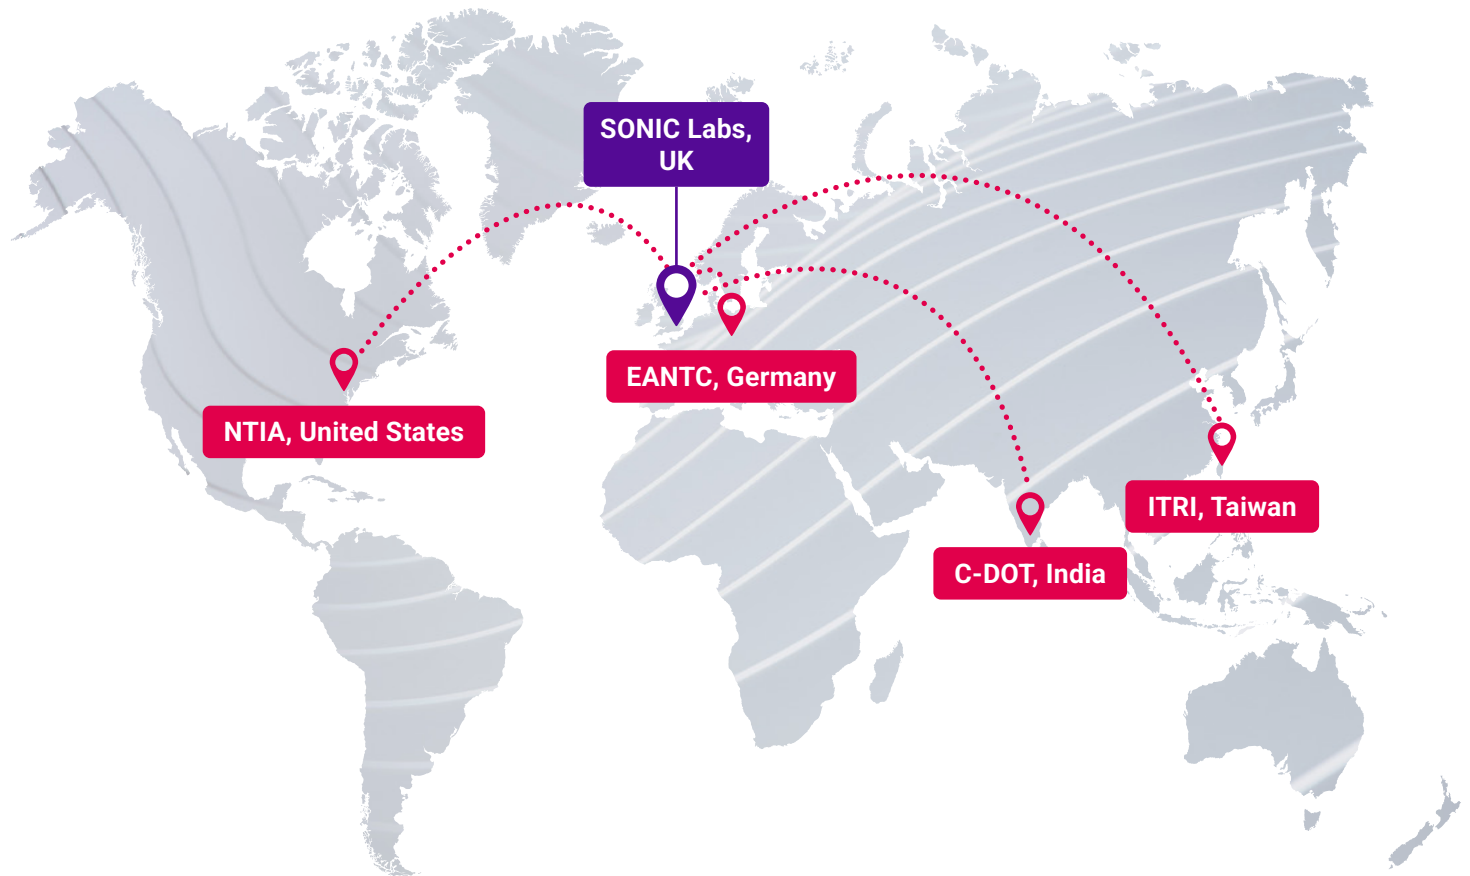 SONIC Labs,
UK
EANTC, Germany
NTIA, United States
ITRI, Taiwan
C-DOT, India